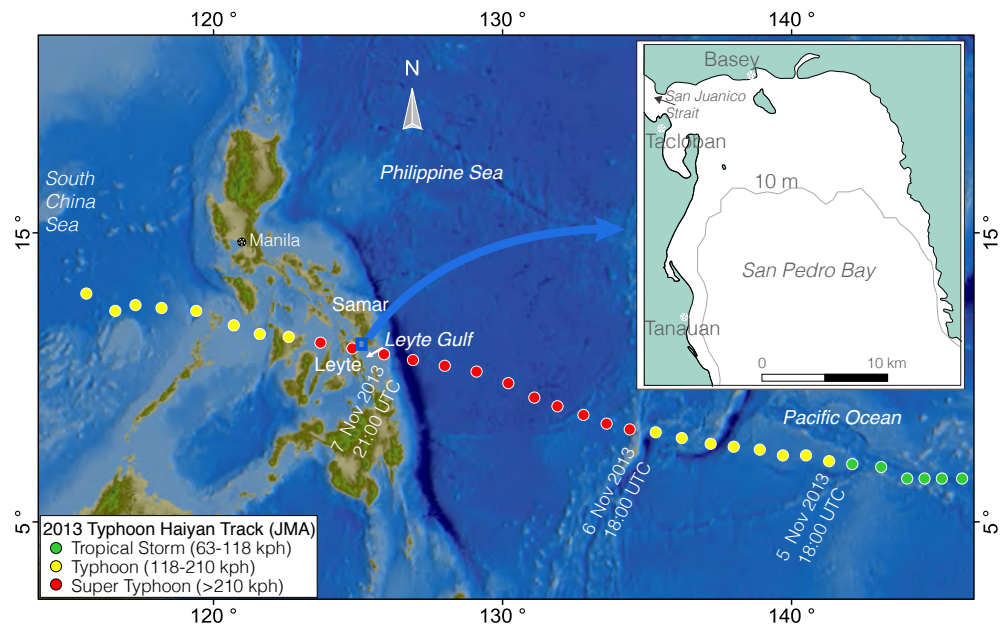 120 °
130 °
140 °
N
Philippine Sea
South
China
Sea
15 °
Manila
Samar
Leyte Gulf
Leyte
7 Nov 2013
21:00 UTC
6 Nov 2013
18:00 UTC
5 Nov 2013
18:00 UTC
Pacific Ocean
Basey
San Juanico
Strait
Tacloban
10 m
San Pedro Bay
Tanauan
0
10 km
15 °
5 °
5 °
2013 Typhoon Haiyan Track (JMA)
Tropical Storm (63-118 kph)
Typhoon (118-210 kph)
Super Typhoon (>210 kph)
120 °
130 °
140 °